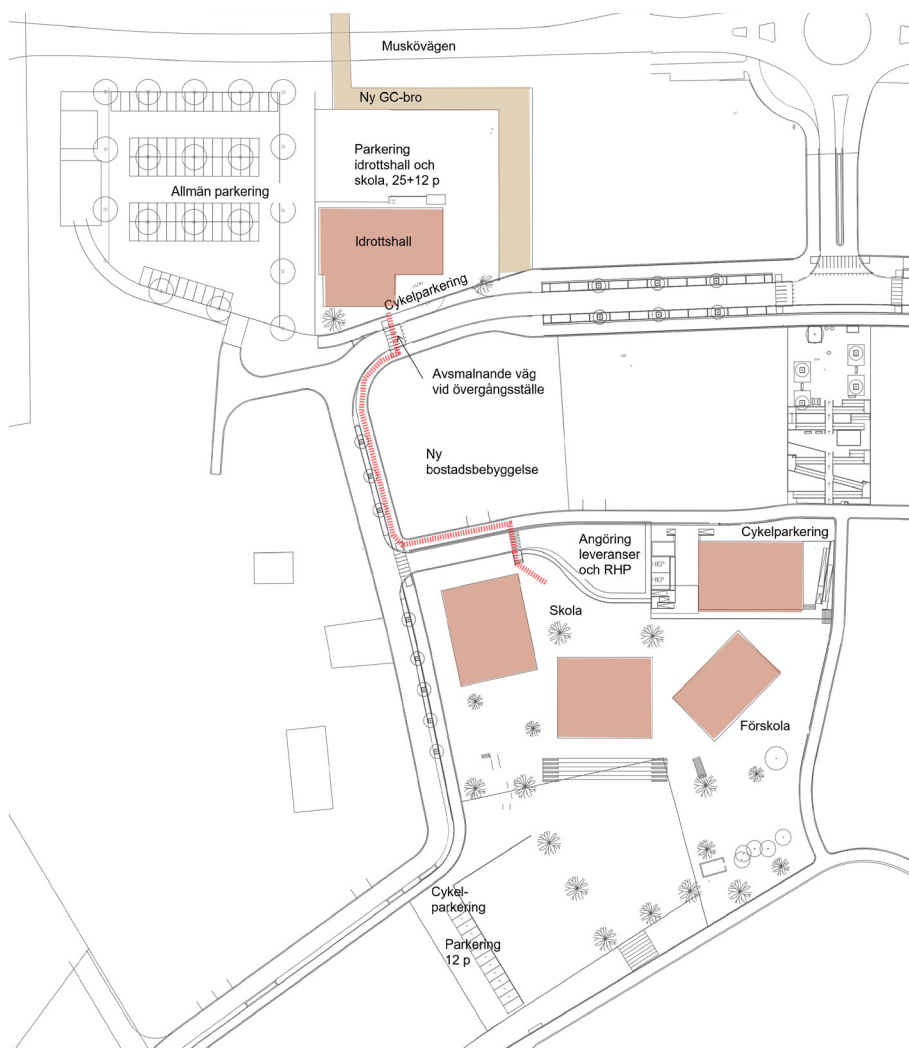 Muskövägen
Ny GC-bro
Parkering
idrottshall och
skola, 25+12 p
Allmän parkering
Idrottshall
Cykelparkering
Avsmalnande väg
vid övergångsställe
Ny
bostadsbebyggelse
Angöring
leveranser
och RHP
Cykelparkering
HKP
HKP
Skola
Förskola
Cykel-
parkering
Parkering
12 p